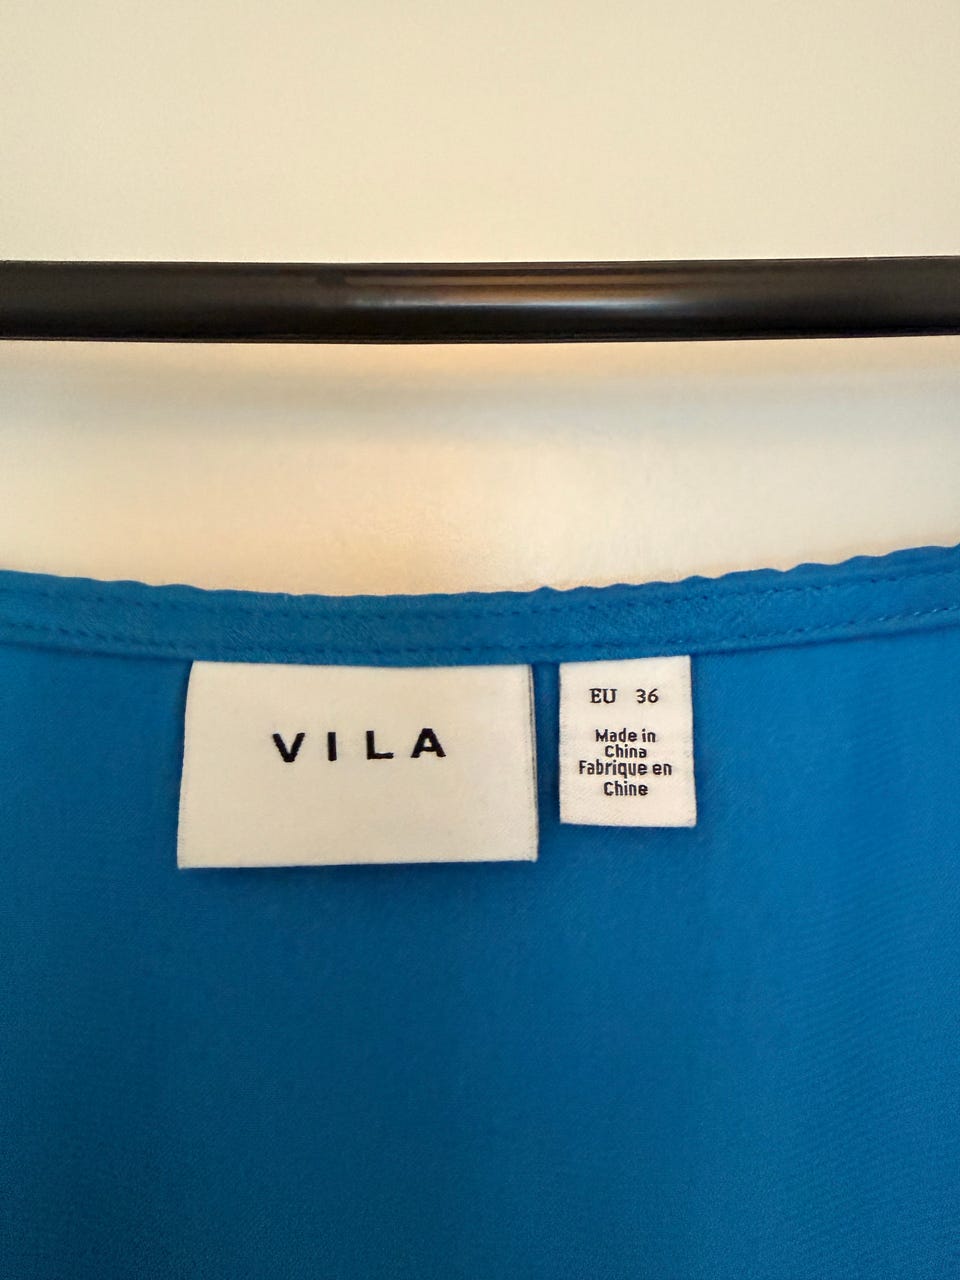 VILA
EU 36
Made in
China
Fabrique en
Chine